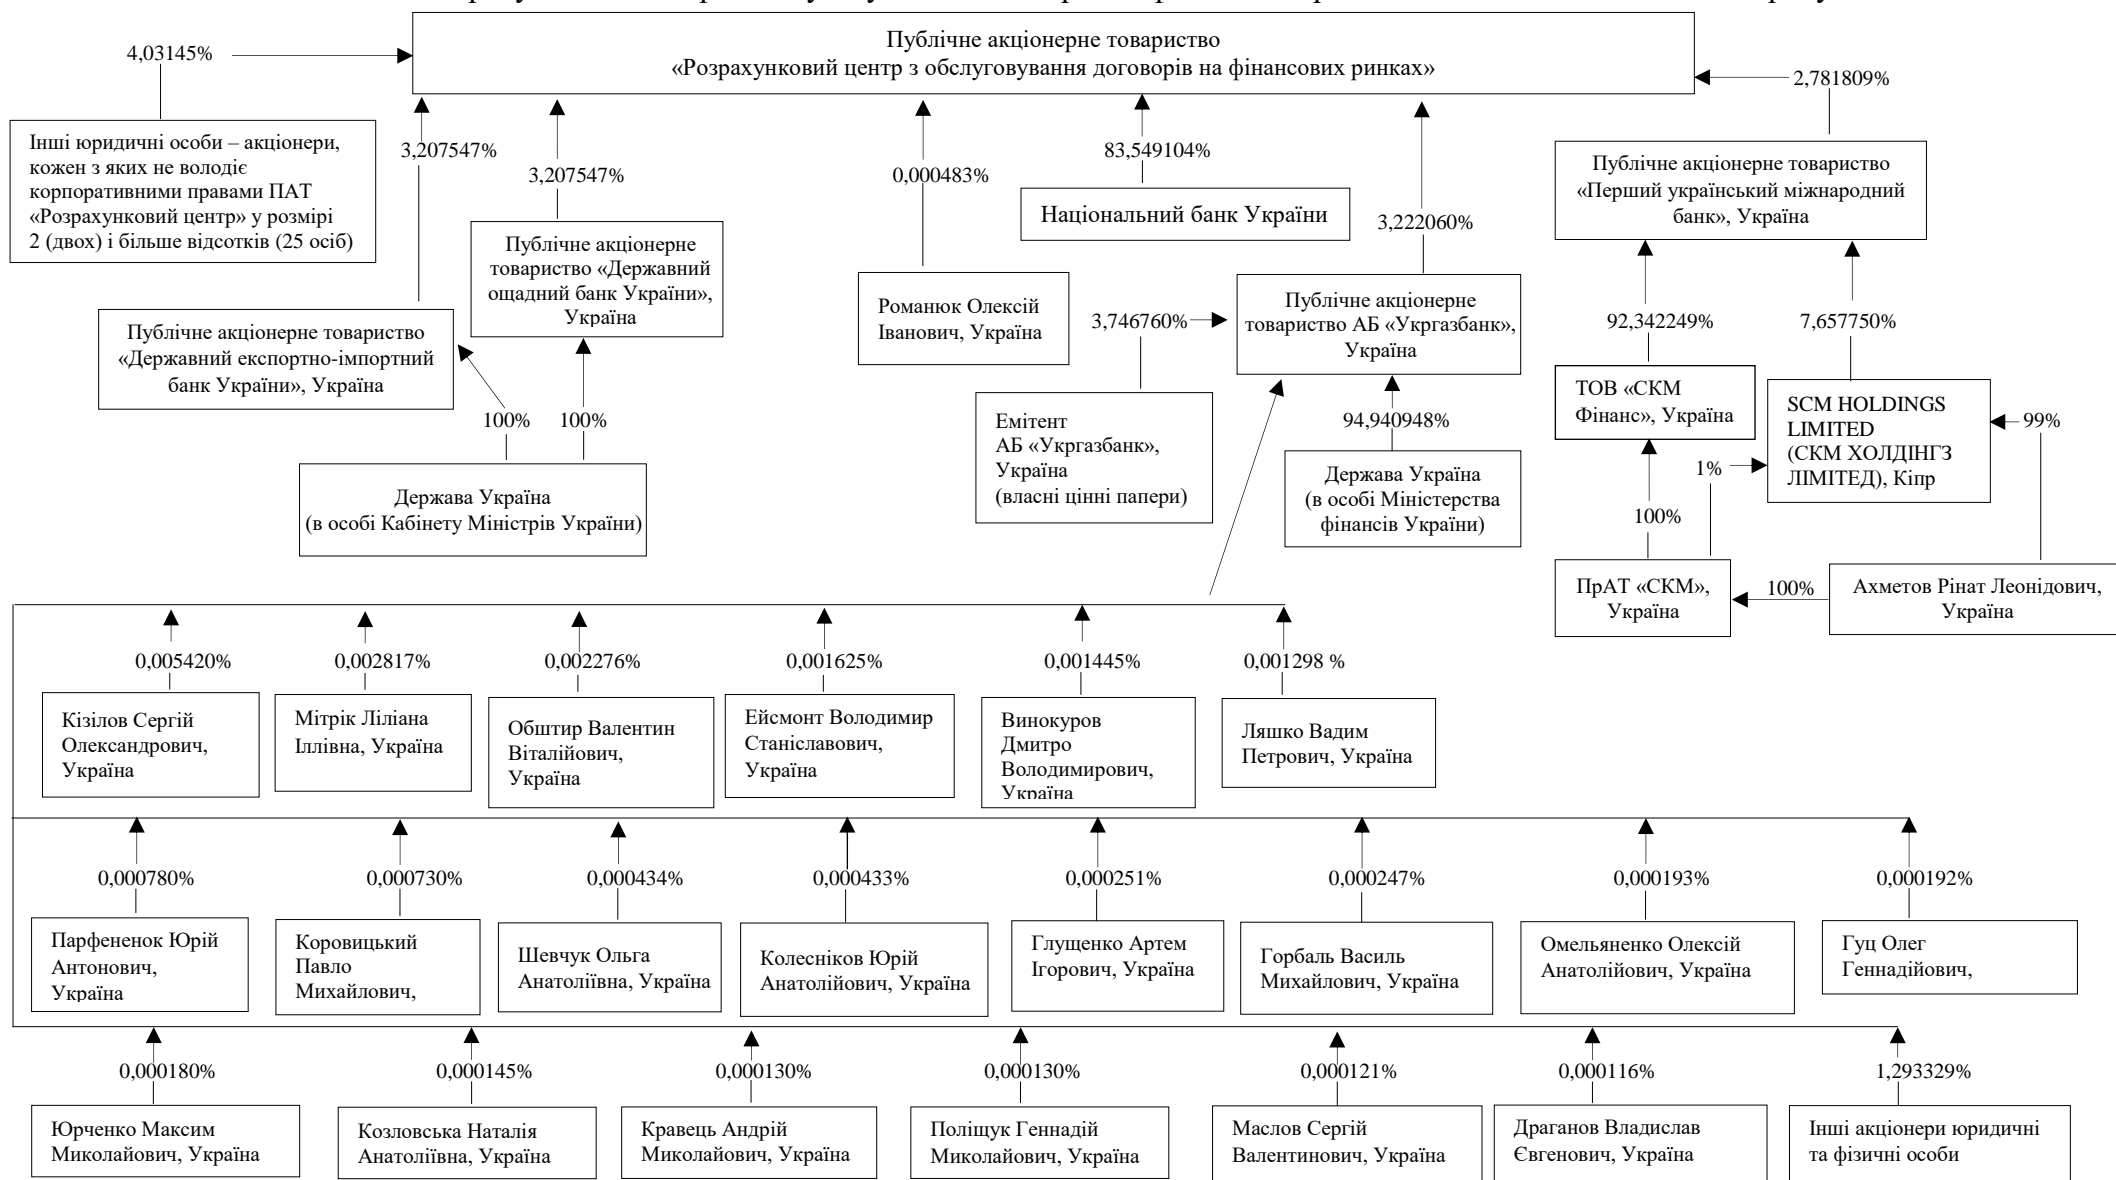 Публічне акціонерне товариство
«Розрахунковий центр з обслуговування договорів на фінансових ринках»
4,03145%
2,781809%
Інші юридичні особи – акціонери,
кожен з яких не володіє
корпоративними правами ПАТ
«Розрахунковий центр» у розмірі
2 (двох) і більше відсотків (25 осіб)
3,207547%
3,207547%
0,000483%
83,549104%
3,222060%
Національний банк України
Публічне акціонерне товариство
«Перший український міжнародний
банк», Україна
Публічне акціонерне
товариство «Державний
ощадний банк України»,
Україна
Публічне акціонерне товариство
«Державний експортно-імпортний
банк України», Україна
Романюк Олексій
Іванович, Україна
3,746760%
Публічне акціонерне
товариство АБ «Укргазбанк»,
Україна
92,342249%
7,657750%
100%
100%
Держава Україна
(в особі Кабінету Міністрів України)
Емітент
АБ «Укргазбанк»,
Україна
(власні цінні папери)
94,940948%
Держава Україна
(в особі Міністерства
фінансів України)
ТОВ «СКМ
Фінанс», Україна
SCM HOLDINGS
LIMITED
(СКМ ХОЛДІНГЗ
ЛІМІТЕД), Кіпр
99%
1%
100%
ПрАТ «СКМ»,
Україна
100%
Ахметов Рінат Леонідович,
Україна
0,005420%
0,002817%
0,002276%
0,001625%
0,001445%
0,001298 %
Кізілов Сергій
Олександрович,
Україна
Мітрік Ліліана
Іллівна, Україна
Обштир Валентин
Віталійович,
Україна
Ейсмонт Володимир
Станіславович,
Україна
Винокуров
Дмитро
Володимирович,
Україна
Ляшко Вадим
Петрович, Україна
0,000780%
0,000730%
0,000434%
0,000433%
0,000251%
0,000247%
0,000193%
0,000192%
Парфененок Юрій
Антонович,
Україна
Коровицький
Павло
Михайлович,
Шевчук Ольга
Анатоліївна, Україна
Колесніков Юрій
Анатолійович, Україна
Глущенко Артем
Ігорович, Україна
Горбаль Василь
Михайлович, Україна
Омельяненко Олексій
Анатолійович, Україна
Гуц Олег
Геннадійович,
0,000180%
0,000145%
0,000130%
0,000130%
0,000121%
0,000116%
1,293329%
Юрченко Максим
Миколайович, Україна
Козловська Наталія
Анатоліївна, Україна
Кравець Андрій
Миколайович, Україна
Поліщук Геннадій
Миколайович, Україна
Маслов Сергій
Валентинович, Україна
Драганов Владислав
Євгенович, Україна
Інші акціонери юридичні
та фізичні особи